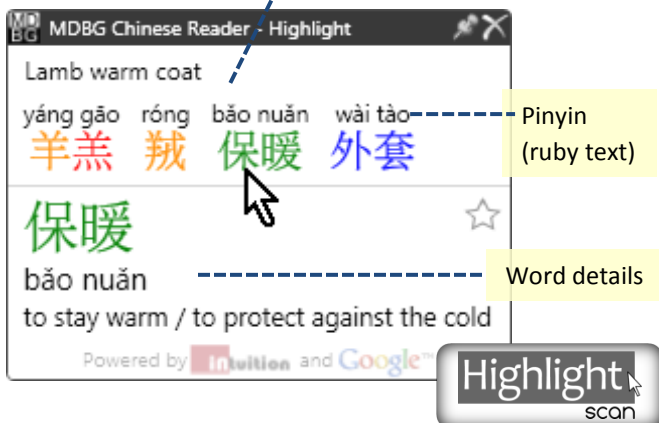 MDBG Chinese Reader - Highlight
Lamb warm coat
yáng gāo róng bǎo nuǎn wài tào
羊羔 羢 保暖 外套
Pinyin
(ruby text)
保暖
bǎo nuǎn
Word details
to stay warm / to protect against the cold
Powered by intuition and Google™
Highlight
scan